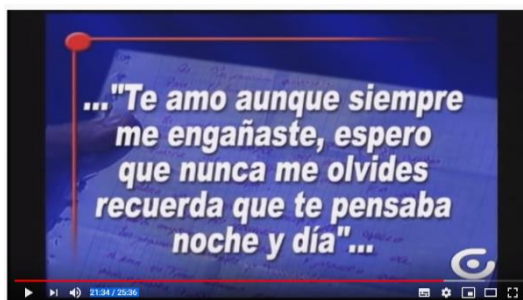 ..."Te amo aunque siempre
me engañaste, espero
que nunca me olvides
recuerda que te pensaba
noche y día"...
21:34 / 25:36